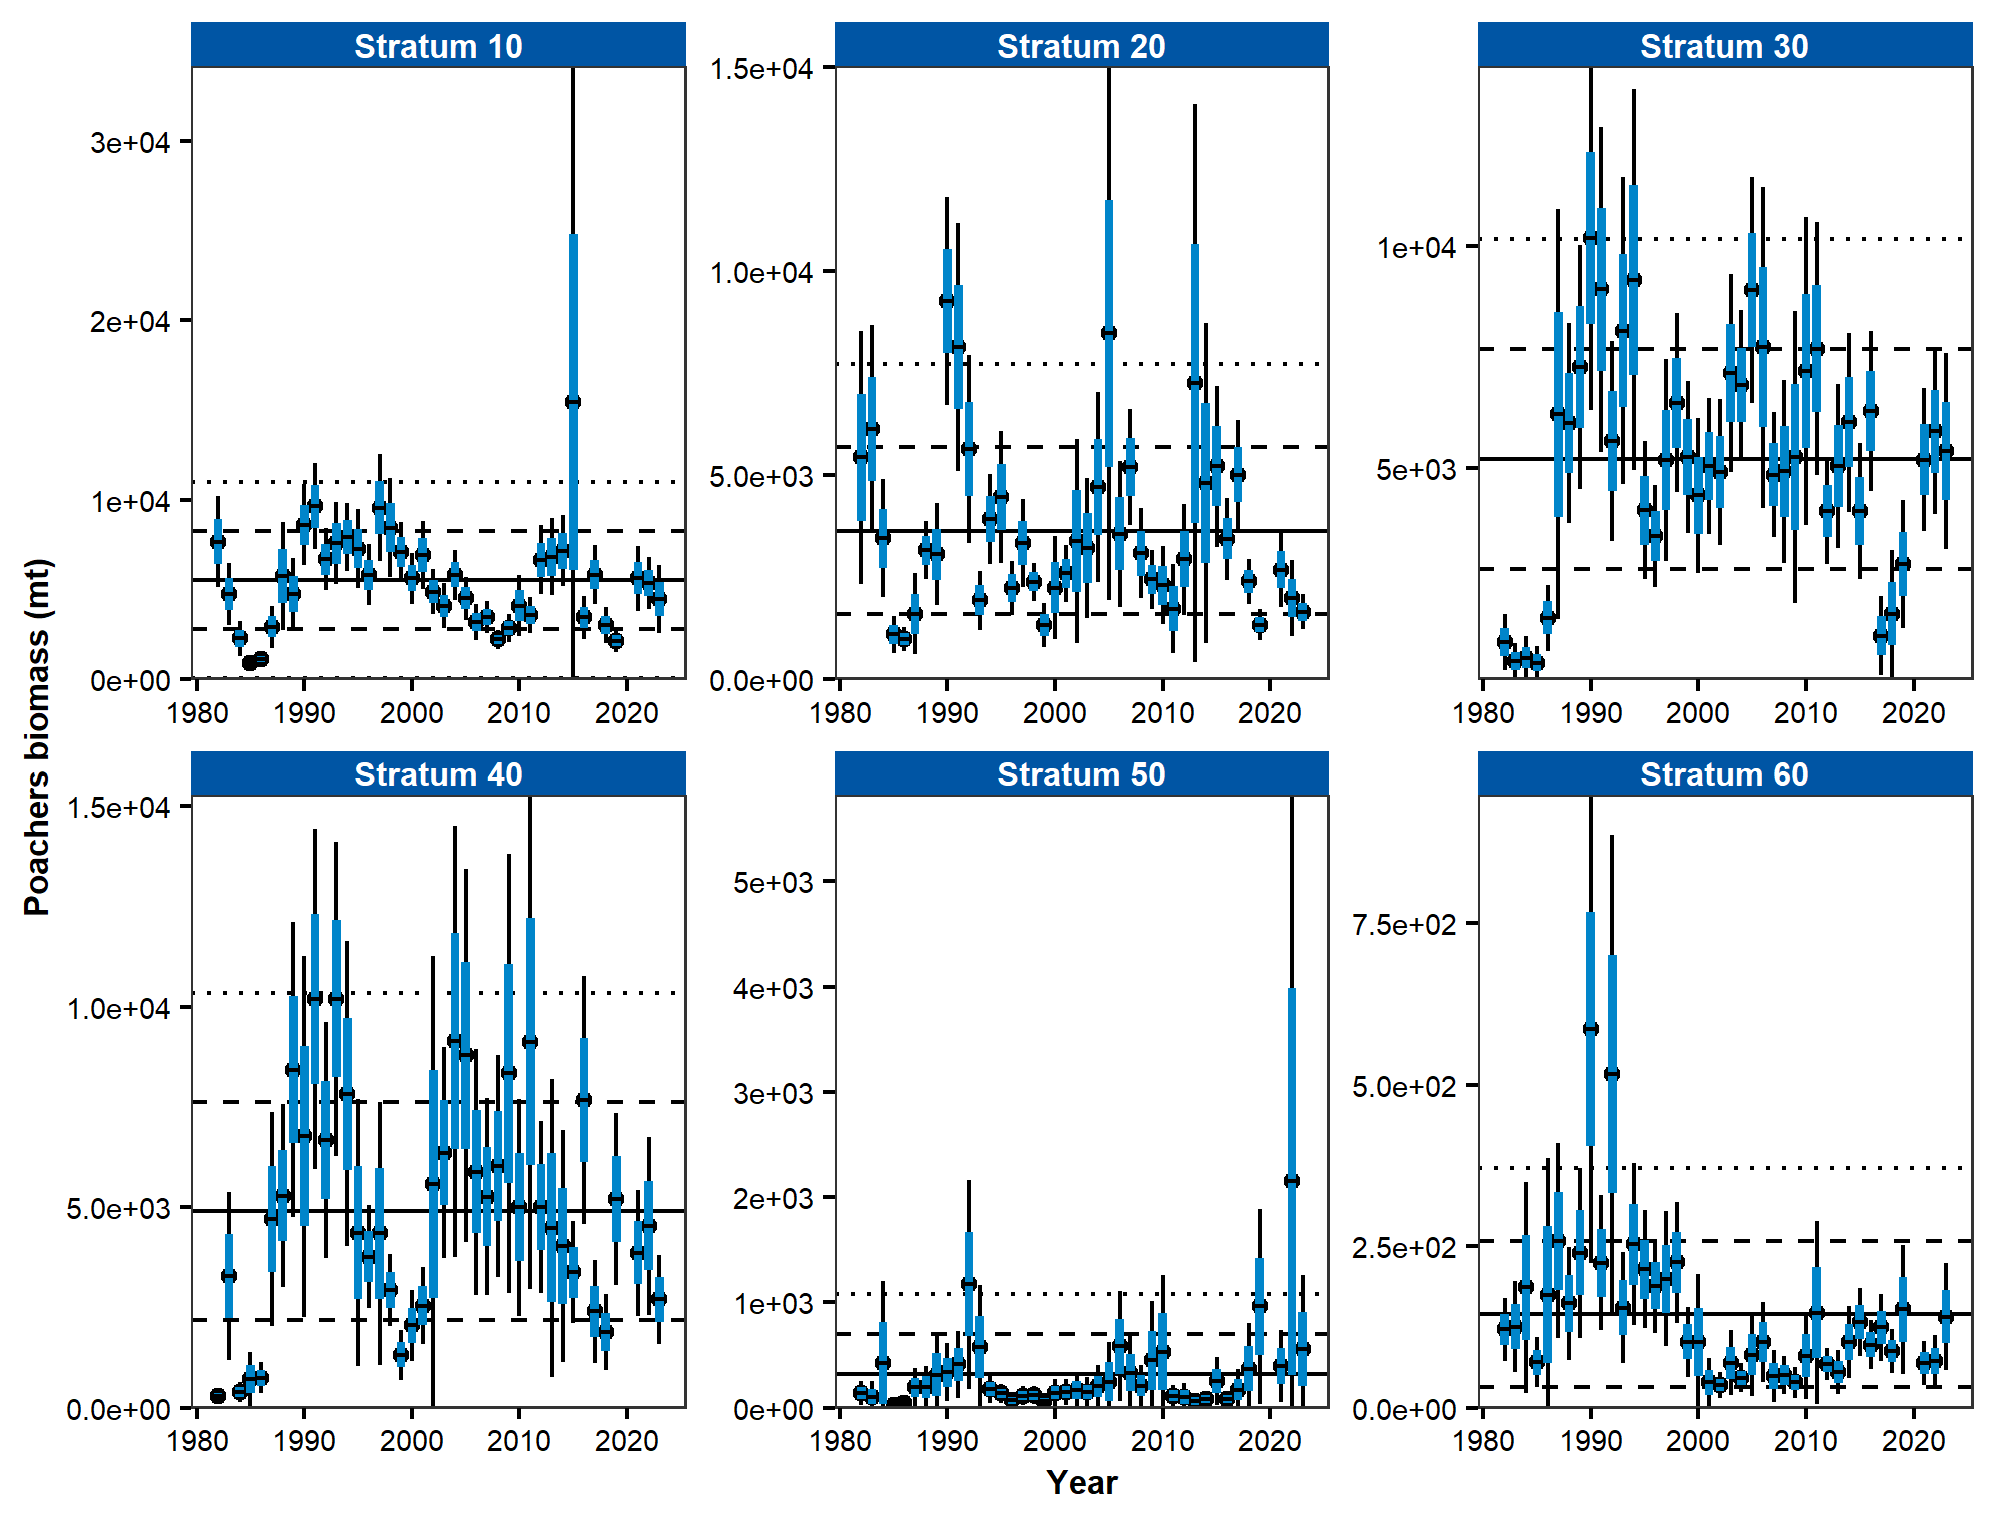 Stratum 10 Stratum 20 Stratum 30
3e+04
2e+04
1e+04
0e+00
1.5e+04
1.0e+04
5.0e+03
0.0e+00
1e+04
5e+03
1980 1990 2000 2010 2020
1980 1990 2000 2010 2020
1980 1990 2000 2010 2020
Poachers biomass (mt)
Stratum 40 Stratum 50 Stratum 60
1.5e+04
1.0e+04
5.0e+03
0.0e+00
5e+03
4e+03
3e+03
2e+03
1e+03
0e+00
7.5e+02
5.0e+02
2.5e+02
0.0e+00
1980 1990 2000 2010 2020
1980 1990 2000 2010 2020
1980 1990 2000 2010 2020
Year